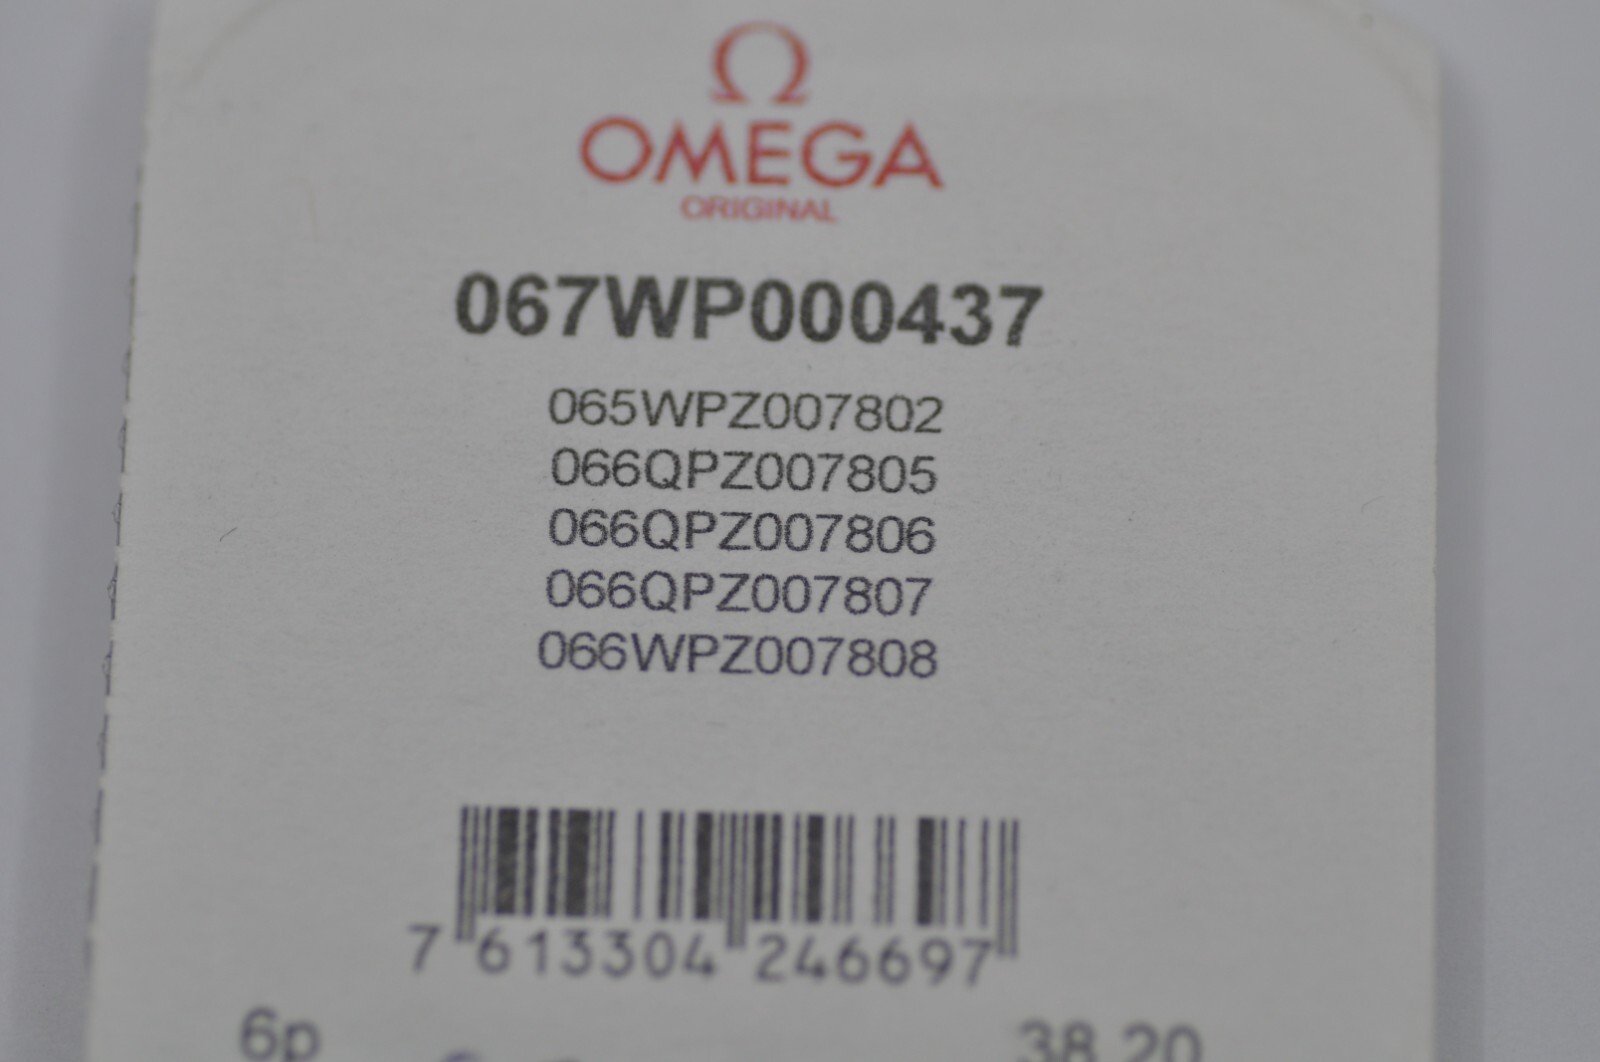 Ω
OMEGA
ORIGINAL
067WP000437
065WPZ007802
066QPZ007805
066QPZ007806
066QPZ007807
066WPZ007808
7 613304 246697
6p 38.20